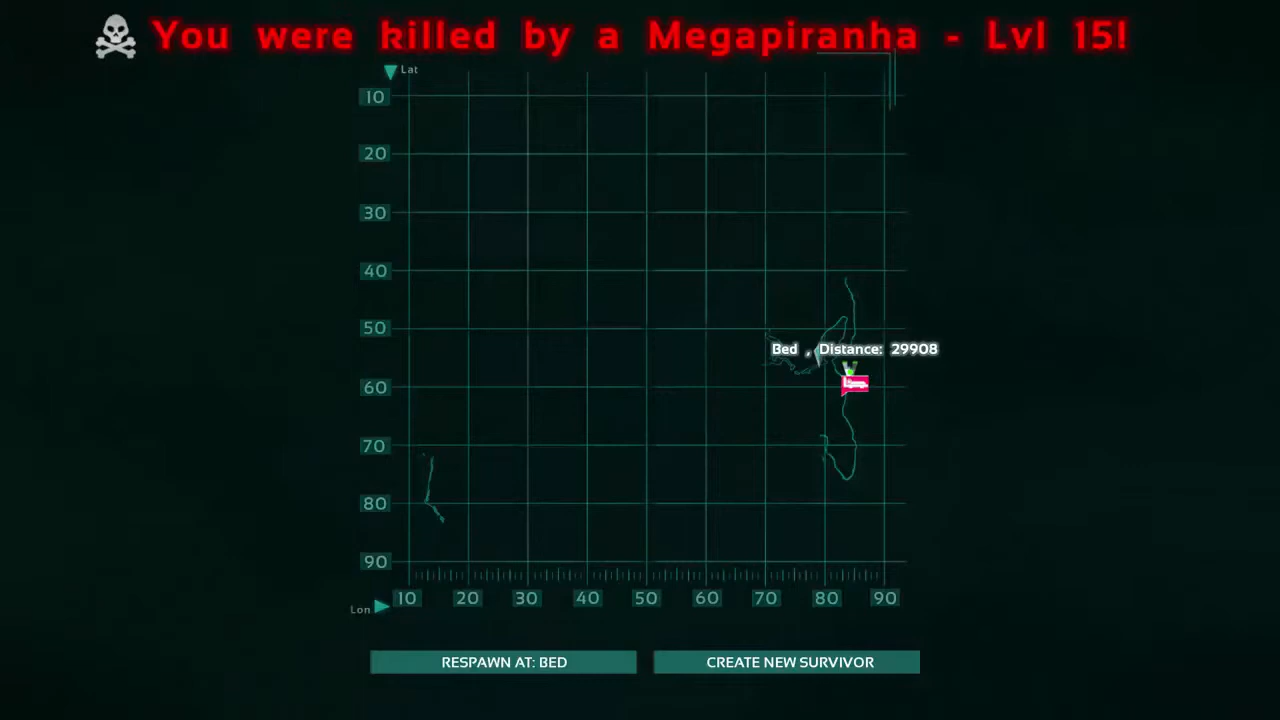 You were killed by a Megapiranha - Lvl 15!
Lat
10
20
30
40
50
Bed , Distance: 29908
60
70
80
90
Lon 10 20 30 40 50 60 70 80 90
RESPAWN AT: BED CREATE NEW SURVIVOR